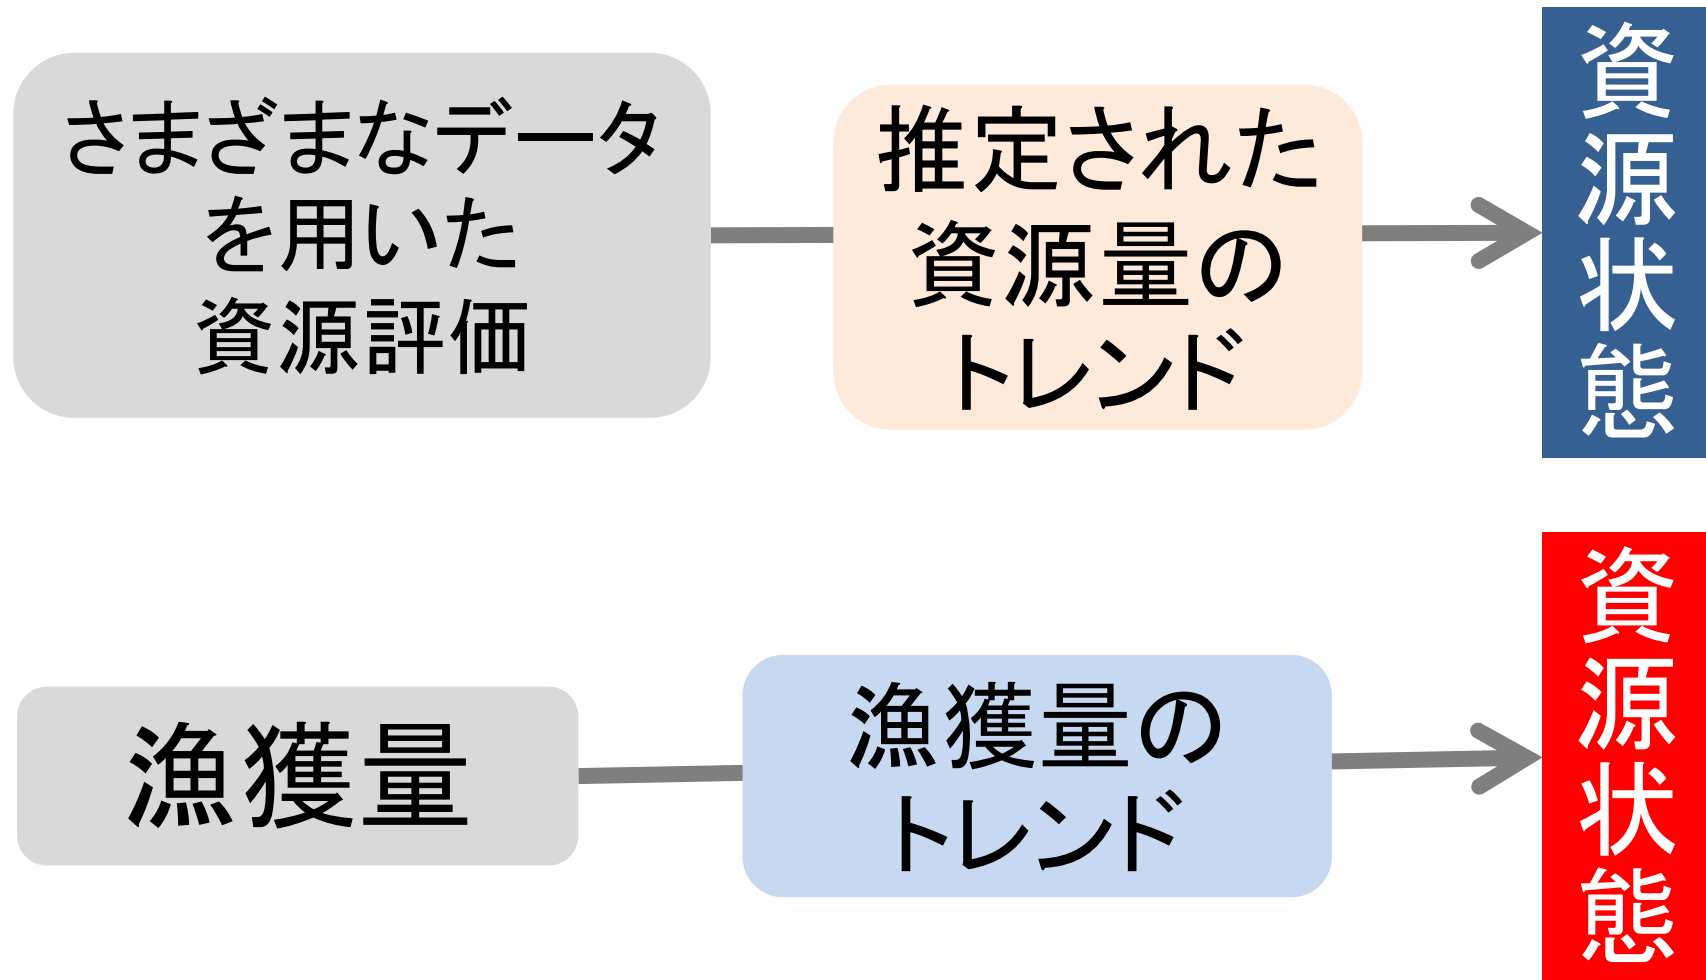 さまざまなデータ
を用いた
資源評価
推定された
資源量の
トレンド
資源状態
漁獲量
漁獲量の
トレンド
資源状態